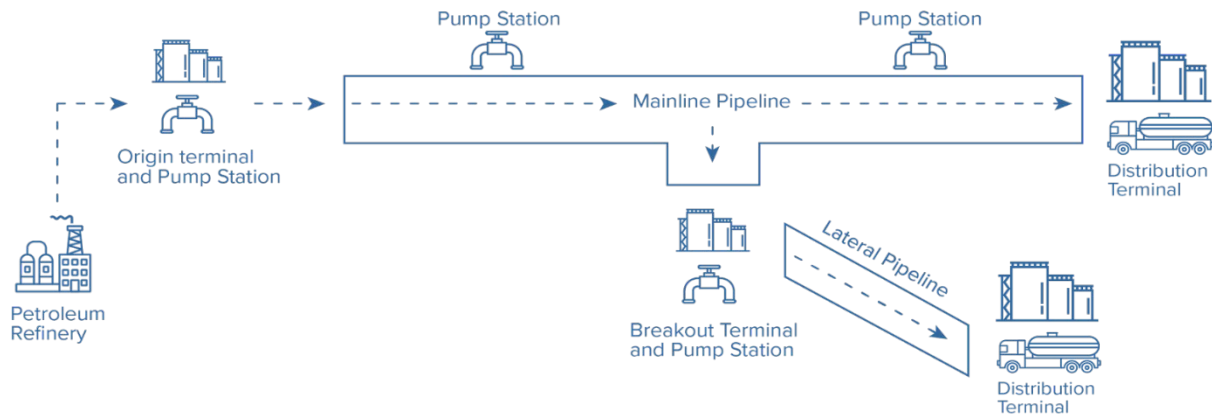 Pump Station
Pump Station
Mainline Pipeline
Origin terminal
and Pump Station
Distribution
Terminal
Lateral Pipeline
Petroleum
Refinery
Breakout Terminal
and Pump Station
Distribution
Terminal